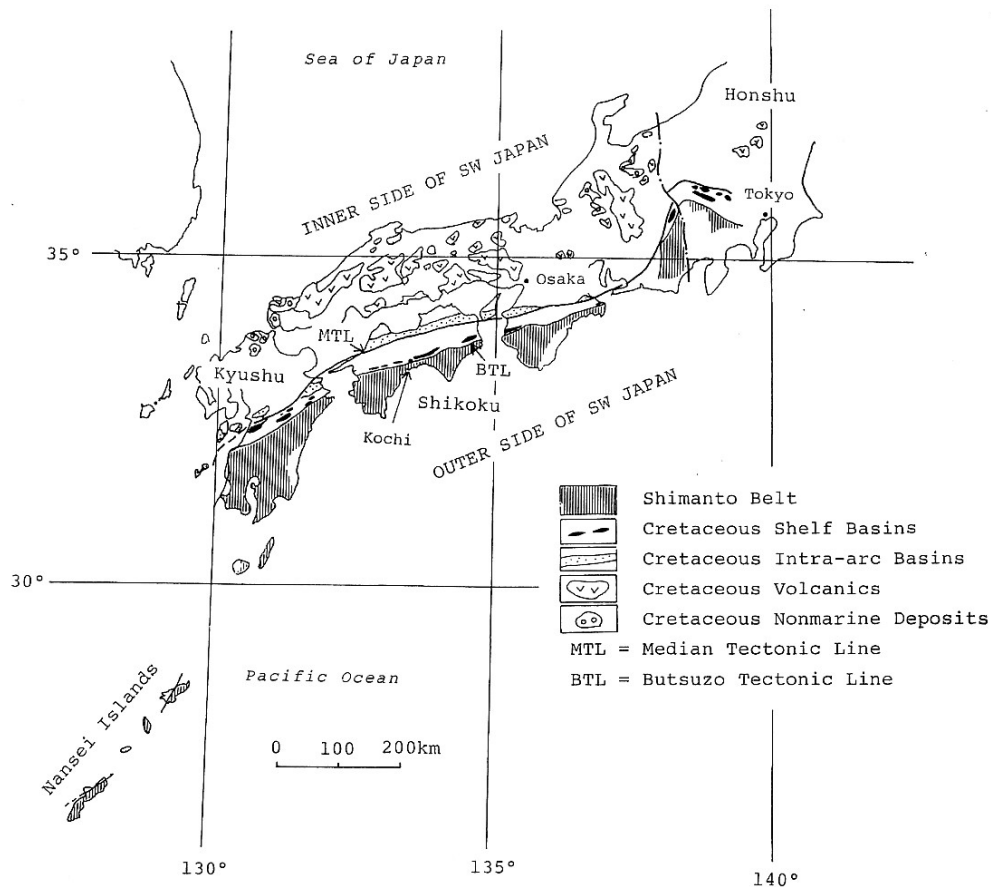 Sea of Japan
Honshu
INNER SIDE OF SW JAPAN
Tokyo
35°
Osaka
MTL
Kyushu
BTL
Shikoku
Kochi
OUTER SIDE OF SW JAPAN
Shimanto Belt
Cretaceous Shelf Basins
Cretaceous Intra-arc Basins
30°
Cretaceous Volcanics
Cretaceous Nonmarine Deposits
MTL = Median Tectonic Line
BTL = Butsuzo Tectonic Line
Pacific Ocean
Nansei Islands
0 100 200km
130°
135°
140°